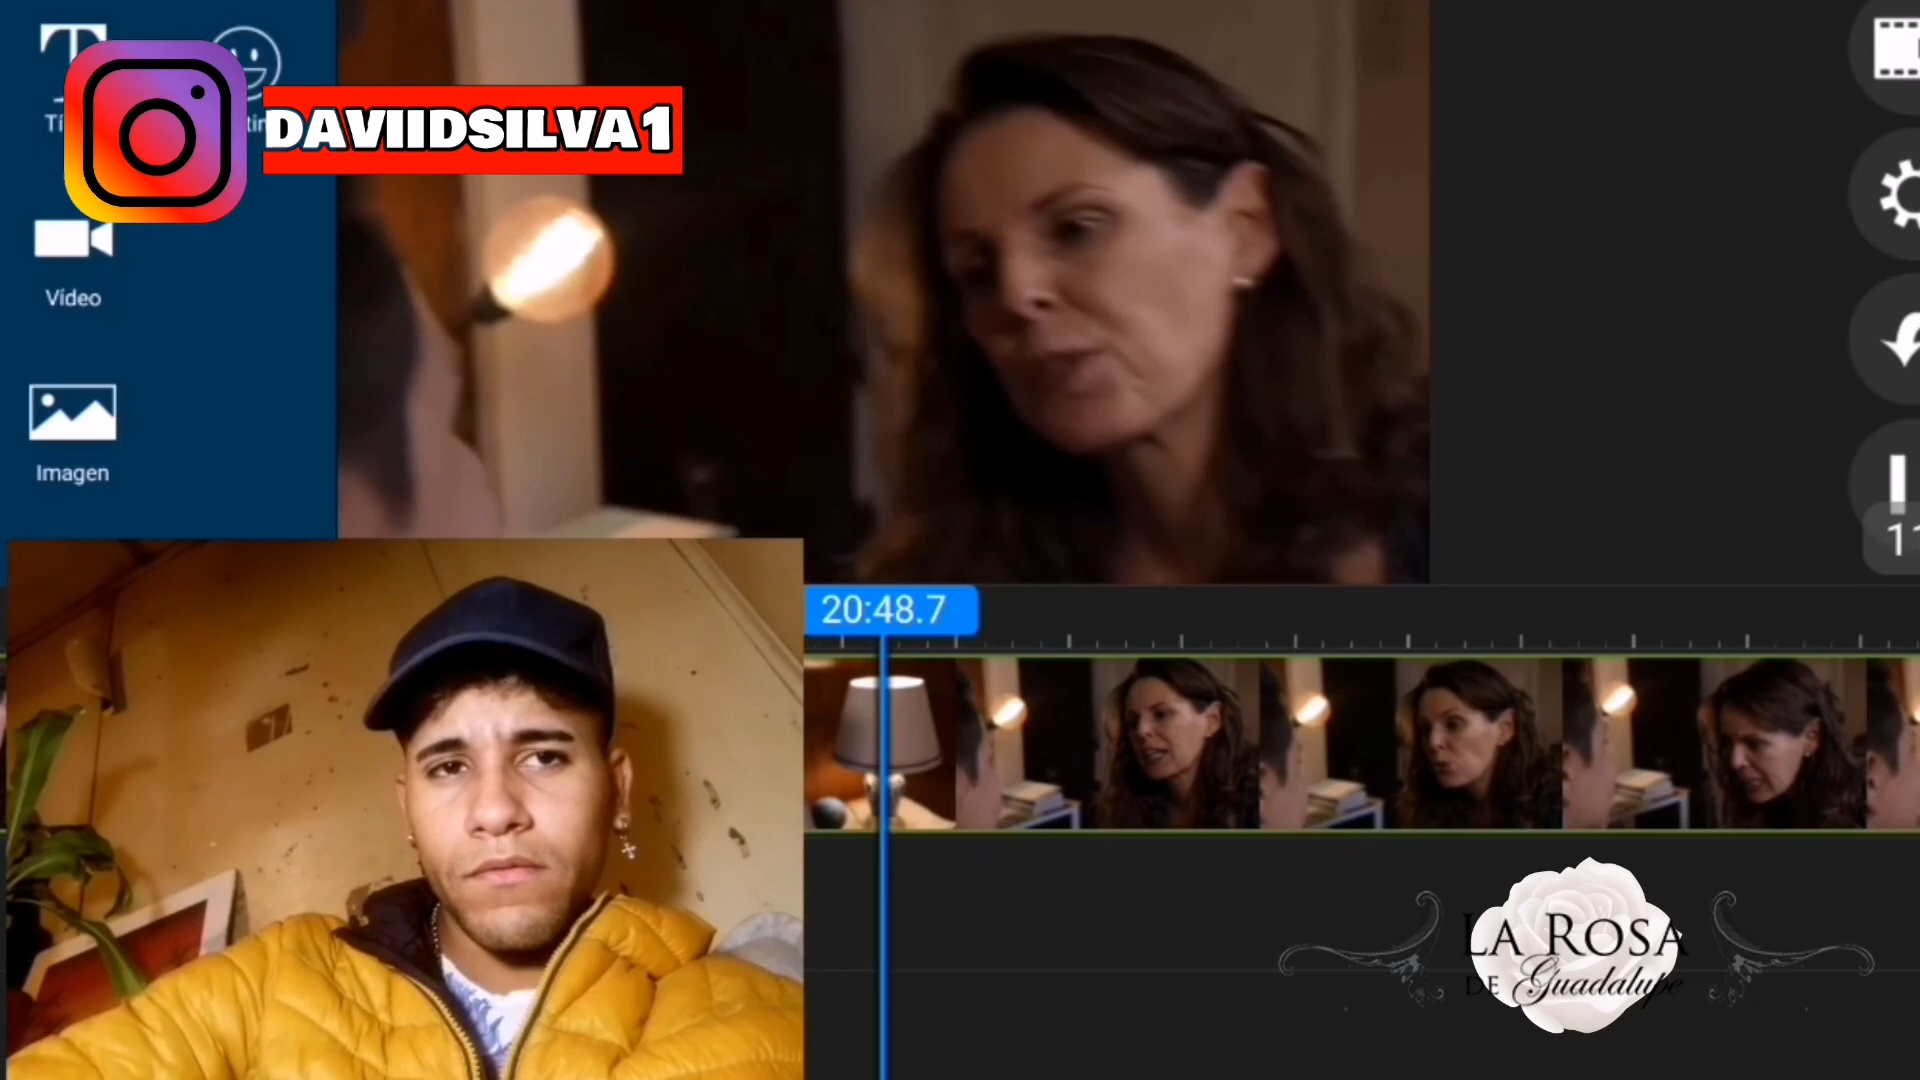 DAVIIDSILVA1
Vídeo
Imagen
20:48.7
LA ROSA
DE Guadalupe